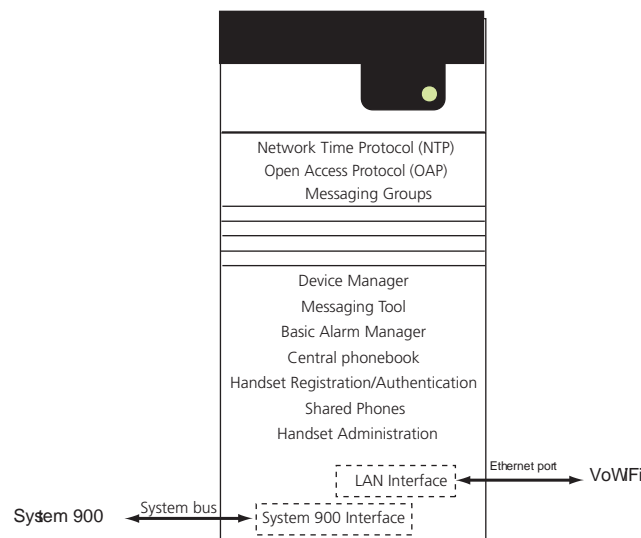 Network Time Protocol (NTP)
Open Access Protocol (OAP)
Messaging Groups
Device Manager
Messaging Tool
Basic Alarm Manager
Central phonebook
Handset Registration/Authentication
Shared Phones
Handset Administration
LAN Interface
Ethernet port
VoWiFi
System 900
System bus
System 900 Interface